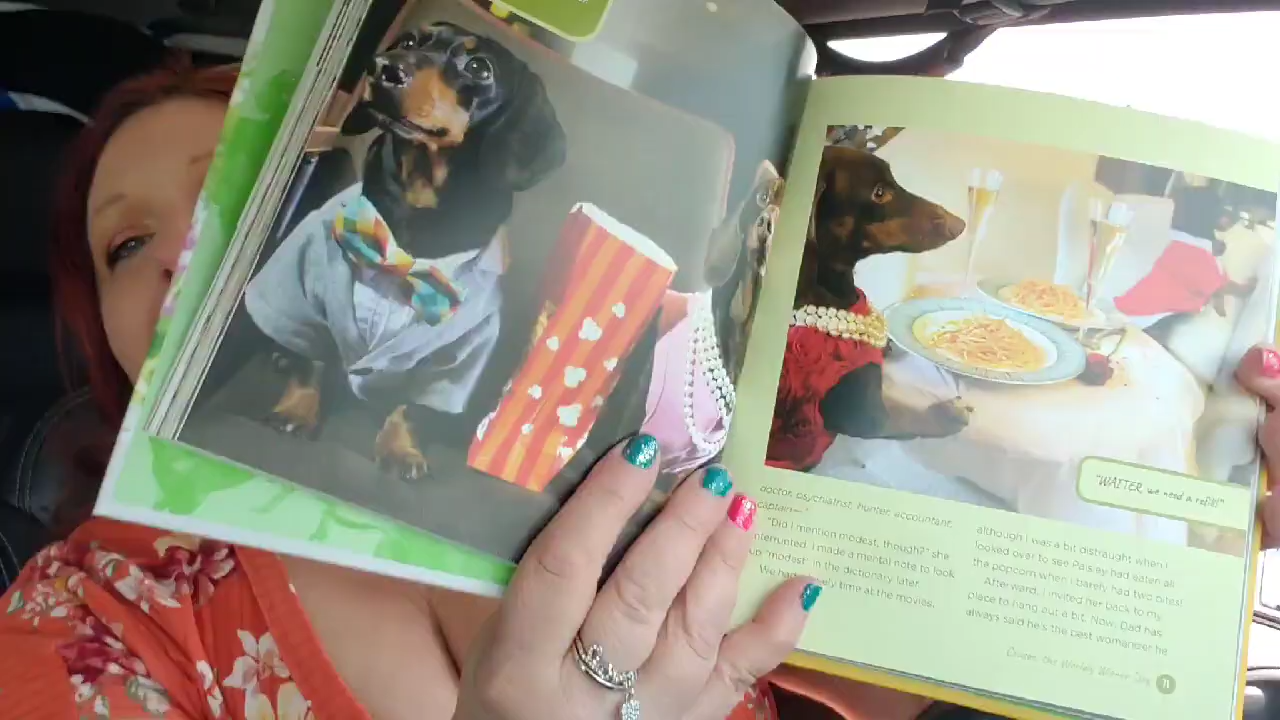 "WAITER, we need a refill!"
doctor, psychiatrist, hunter, accountant,
captain—"
"Did I mention modest, though?" she
interrupted. I made a mental note to look
up "modest" in the dictionary later.
We had a lovely time at the movies,
although I was a bit distraught when I
looked over to see Paisley had eaten all
the popcorn when I barely had two bites!
Afterward, I invited her back to my
place to hang out a bit. Now, Dad has
always said he's the best womanizer he
Crusoe, the Worldly Wiener Dog
11